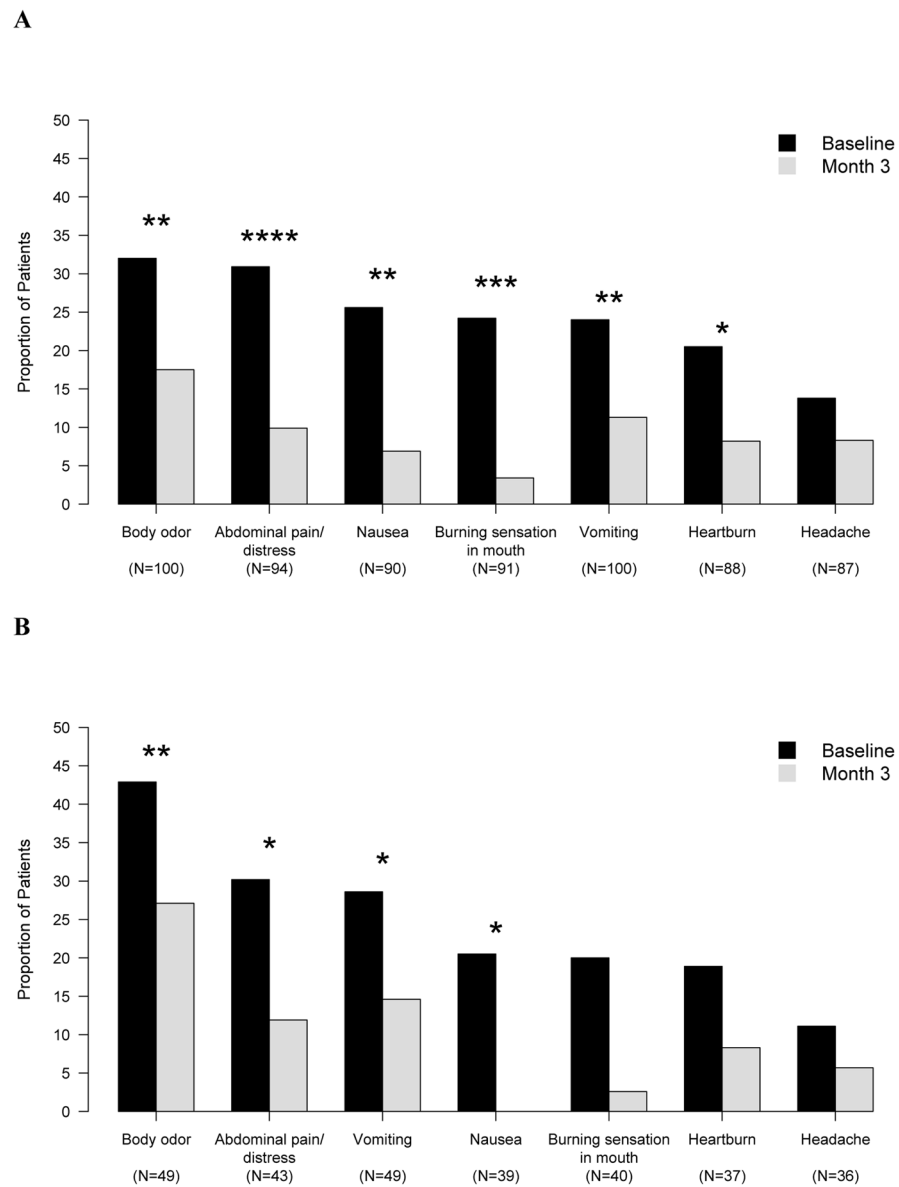 A
50
45
40
35
30
25
20
15
10
5
0
Proportion of Patients
Baseline
Month 3
**
****
**
***
**
*
Body odor
(N=100)
Abdominal pain/
distress
(N=94)
Nausea
(N=90)
Burning sensation
in mouth
(N=91)
Vomiting
(N=100)
Heartburn
(N=88)
Headache
(N=87)
B
50
45
40
35
30
25
20
15
10
5
0
Proportion of Patients
Baseline
Month 3
**
*
*
*
Body odor
(N=49)
Abdominal pain/
distress
(N=43)
Vomiting
(N=49)
Nausea
(N=39)
Burning sensation
in mouth
(N=40)
Heartburn
(N=37)
Headache
(N=36)